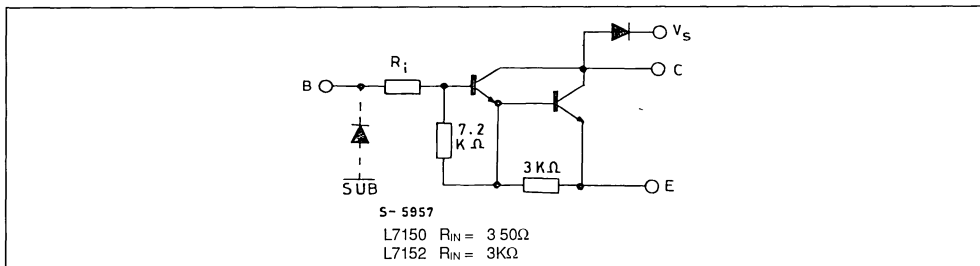 V_S
R_i
C
B
7.2
KΩ
3KΩ
SUB
E
S-5957
L7150 R_IN = 350Ω
L7152 R_IN = 3KΩ